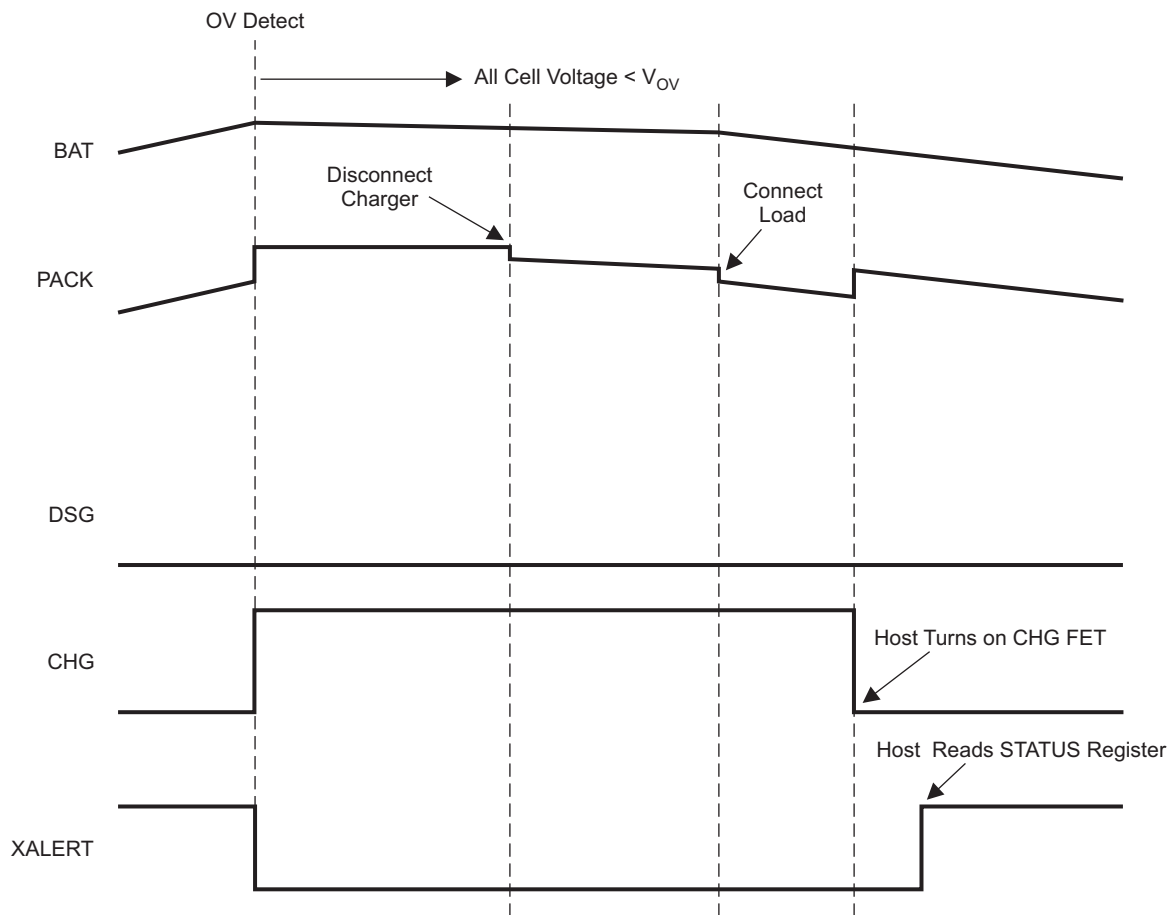 OV Detect
All Cell Voltage < VOV
BAT
Disconnect
Charger
Connect
Load
PACK
DSG
Host Turns on CHG FET
CHG
Host Reads STATUS Register
XALERT